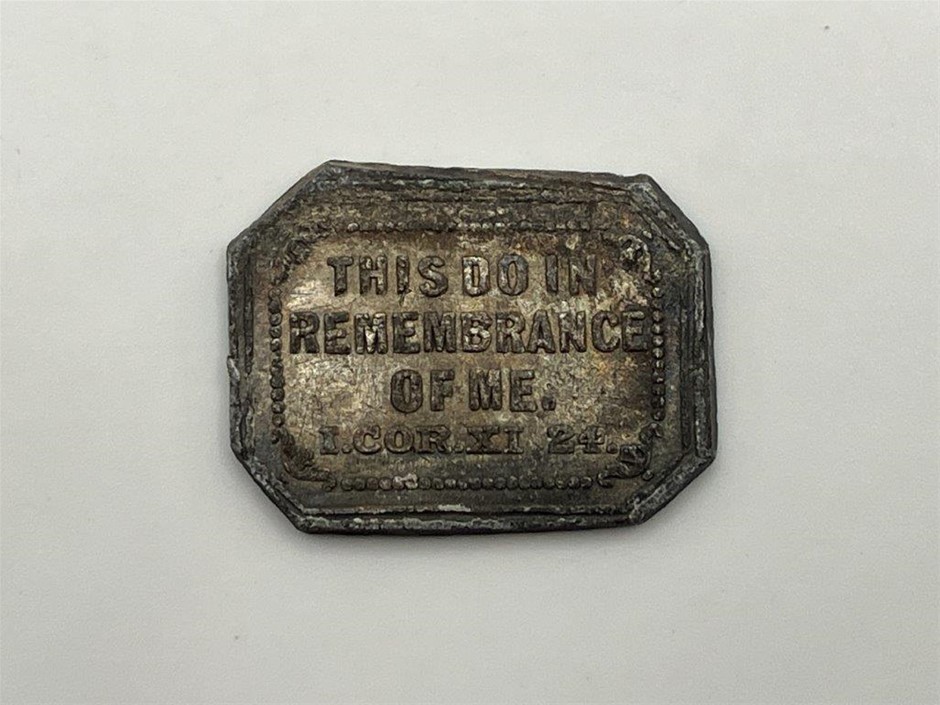 THIS DO IN
REMEMBRANCE
OF ME.
I.COR.XI 24.